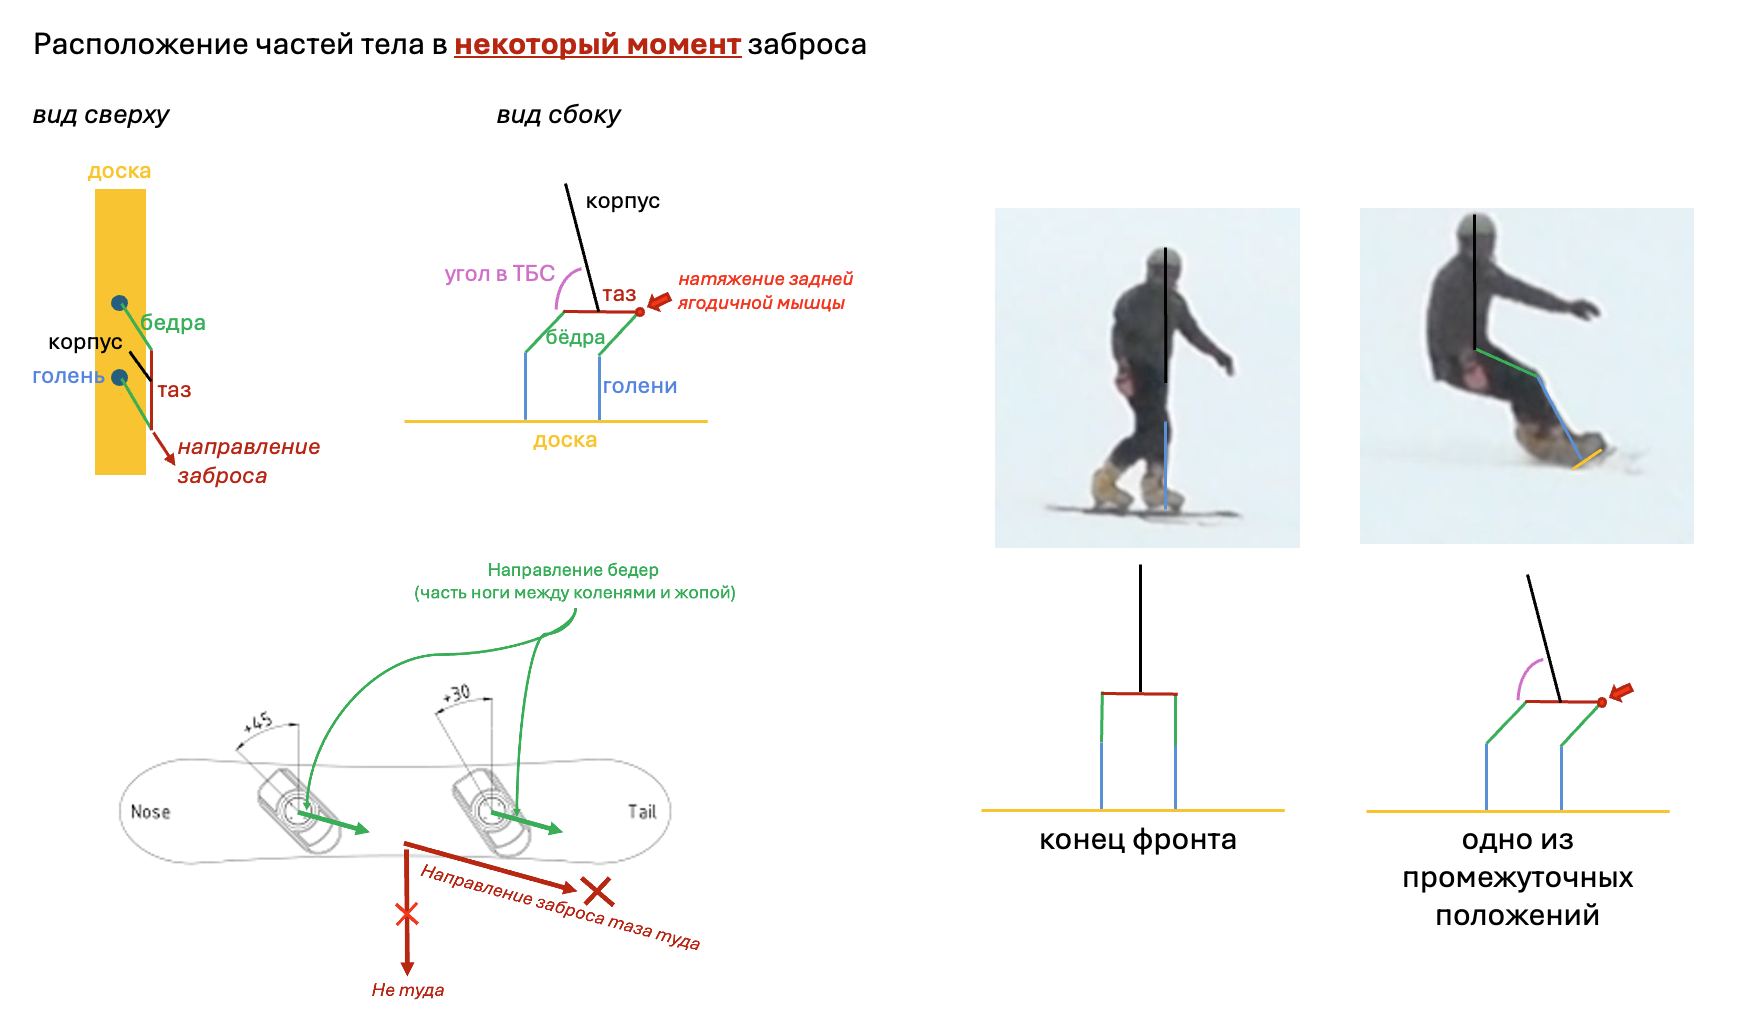 Расположение частей тела в некоторый момент заброса
вид сверху
вид сбоку
доска
бедра
корпус
голень
таз
направление
заброса
корпус
угол в ТБС
таз
натяжение задней
ягодичной мышцы
бёдра
голени
доска
Направление бедер
(часть ноги между коленями и жопой)
+45
+30
Nose
Tail
Направление заброса таза туда
Не туда
конец фронта
одно из
промежуточных
положений